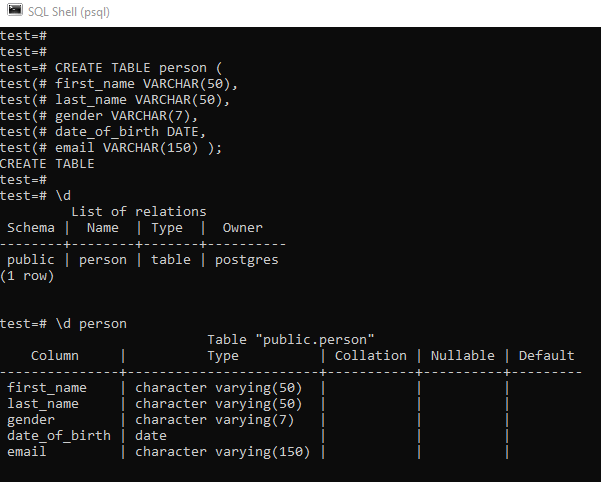 SQL Shell (psql)
test=#
test=#
test=# CREATE TABLE person (
test(# first_name VARCHAR(50),
test(# last_name VARCHAR(50),
test(# gender VARCHAR(7),
test(# date_of_birth DATE,
test(# email VARCHAR(150) );
CREATE TABLE
test=#
test=# \d
         List of relations
 Schema |  Name  | Type  |  Owner
--------+--------+-------+----------
 public | person | table | postgres
(1 row)
test=# \d person
                          Table "public.person"
    Column     |          Type          | Collation | Nullable | Default
---------------+------------------------+-----------+----------+---------
 first_name    | character varying(50)  |           |          |
 last_name     | character varying(50)  |           |          |
 gender        | character varying(7)   |           |          |
 date_of_birth | date                   |           |          |
 email         | character varying(150) |           |          |